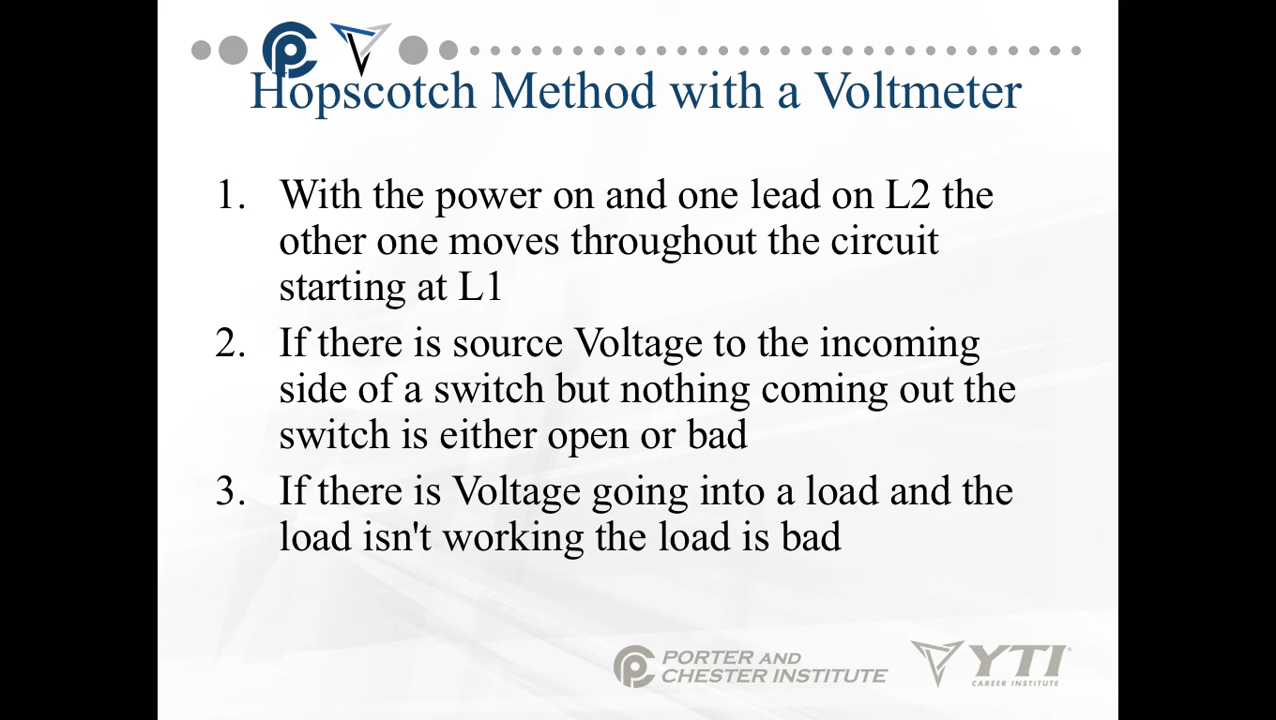 Hopscotch Method with a Voltmeter
1. With the power on and one lead on L2 the
other one moves throughout the circuit
starting at L1
2. If there is source Voltage to the incoming
side of a switch but nothing coming out the
switch is either open or bad
3. If there is Voltage going into a load and the
load isn't working the load is bad
PORTER AND
CHESTER INSTITUTE
YTI
CAREER INSTITUTE